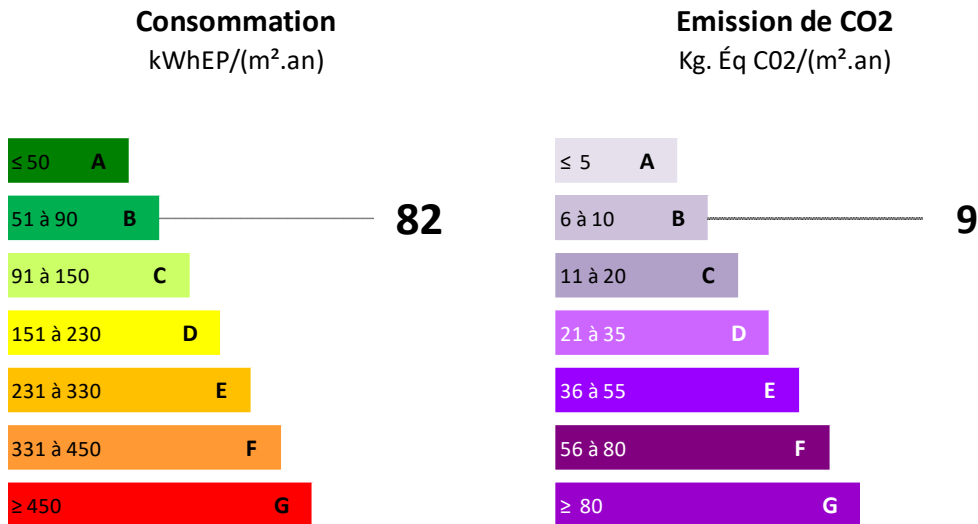 Consommation
kWhEP/(m².an)
≤ 50 A
51 à 90 B
82
91 à 150 C
151 à 230 D
231 à 330 E
331 à 450 F
≥ 450 G
Emission de CO2
Kg. Éq C02/(m².an)
≤ 5 A
6 à 10 B
9
11 à 20 C
21 à 35 D
36 à 55 E
56 à 80 F
≥ 80 G